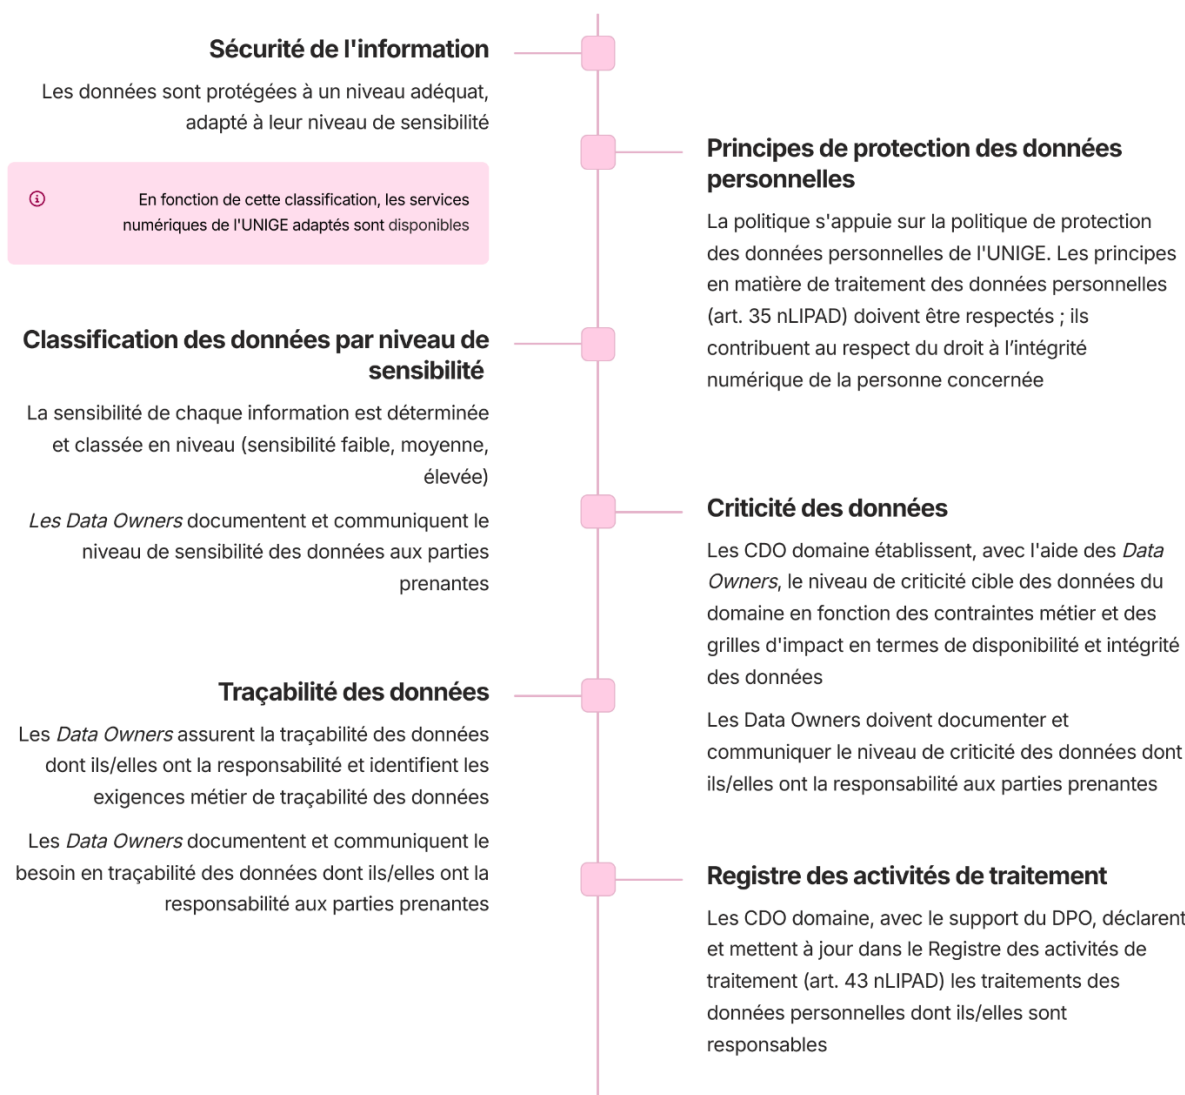 Sécurité de l'information
Les données sont protégées à un niveau adéquat,
adapté à leur niveau de sensibilité
En fonction de cette classification, les services
numériques de l'UNIGE adaptés sont disponibles
Principes de protection des données
personnelles
La politique s'appuie sur la politique de protection
des données personnelles de l'UNIGE. Les principes
en matière de traitement des données personnelles
(art. 35 nLIPAD) doivent être respectés ; ils
contribuent au respect du droit à l’intégrité
numérique de la personne concernée
Classification des données par niveau de
sensibilité
La sensibilité de chaque information est déterminée
et classée en niveau (sensibilité faible, moyenne,
élevée)
Les Data Owners documentent et communiquent le
niveau de sensibilité des données aux parties
prenantes
Criticité des données
Les CDO domaine établissent, avec l'aide des Data
Owners, le niveau de criticité cible des données du
domaine en fonction des contraintes métier et des
grilles d'impact en termes de disponibilité et intégrité
des données
Les Data Owners doivent documenter et
communiquer le niveau de criticité des données dont
ils/elles ont la responsabilité aux parties prenantes
Traçabilité des données
Les Data Owners assurent la traçabilité des données
dont ils/elles ont la responsabilité et identifient les
exigences métier de traçabilité des données
Les Data Owners documentent et communiquent le
besoin en traçabilité des données dont ils/elles ont la
responsabilité aux parties prenantes
Registre des activités de traitement
Les CDO domaine, avec le support du DPO, déclarent
et mettent à jour dans le Registre des activités de
traitement (art. 43 nLIPAD) les traitements des
données personnelles dont ils/elles sont
responsables